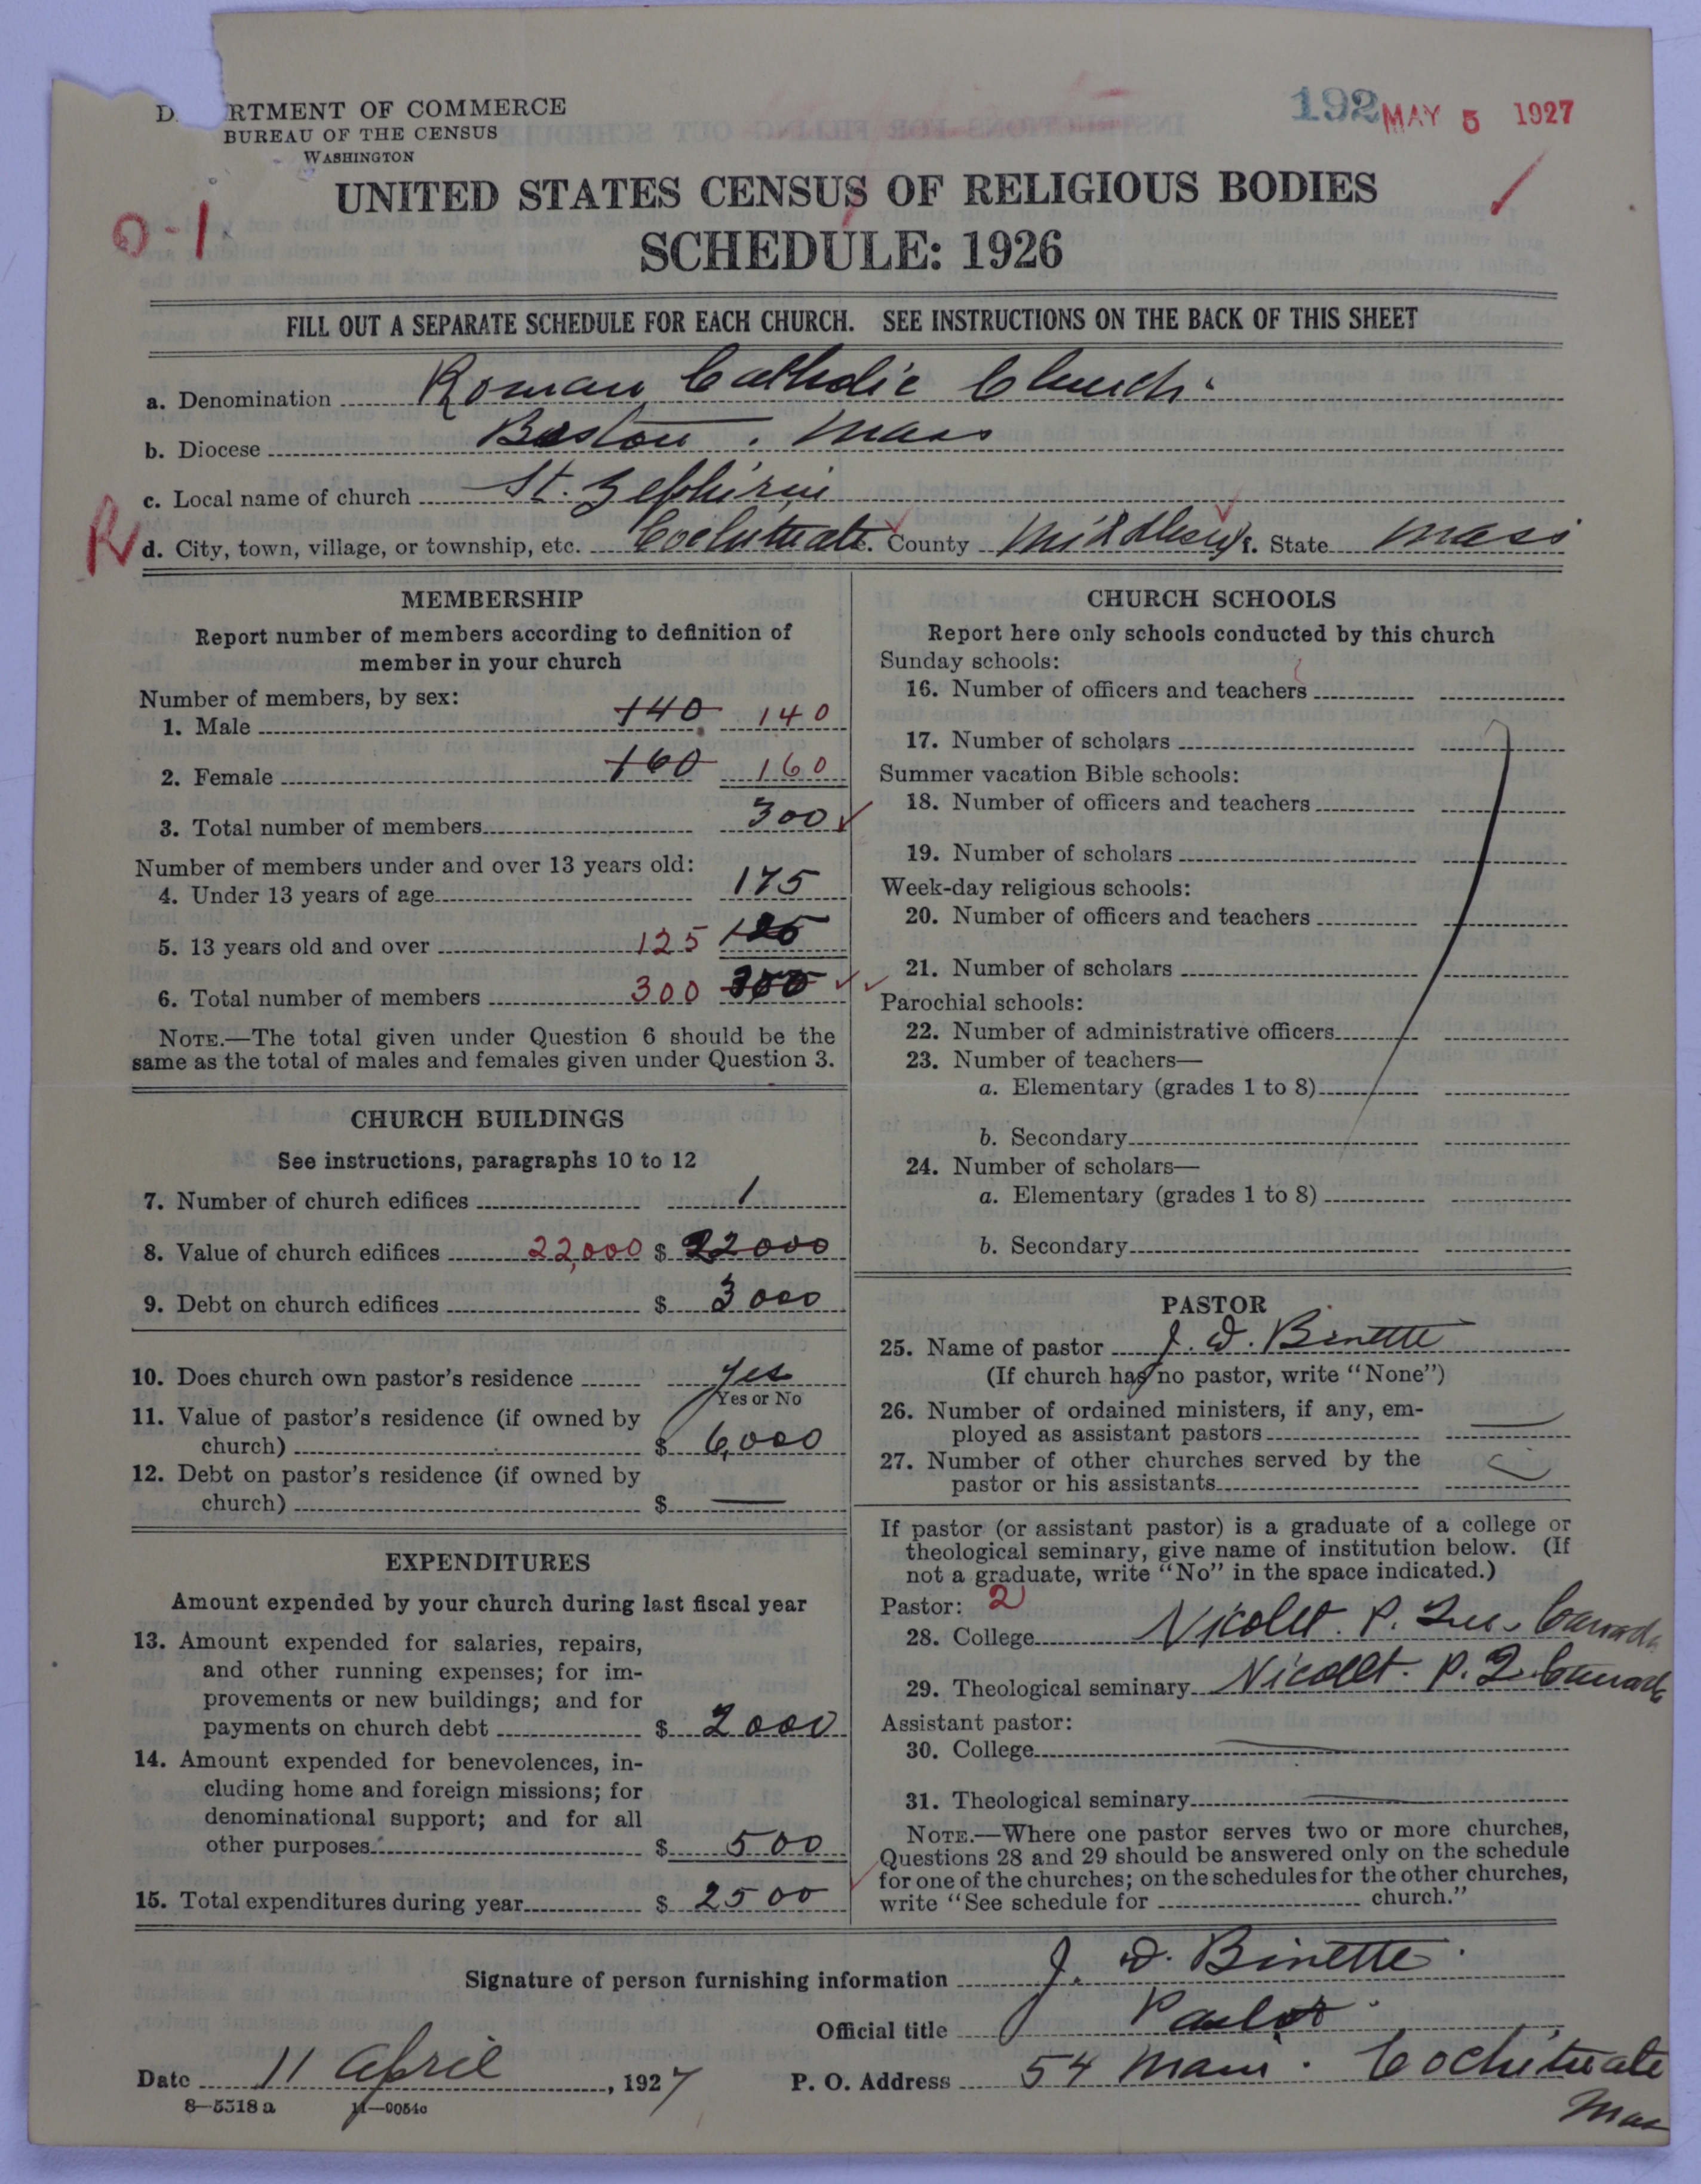 D RTMENT OF COMMERCE
BUREAU OF THE CENSUS
WASHINGTON
192 MAY 5 1927
UNITED STATES CENSUS OF RELIGIOUS BODIES
0-1
SCHEDULE: 1926
FILL OUT A SEPARATE SCHEDULE FOR EACH CHURCH. SEE INSTRUCTIONS ON THE BACK OF THIS SHEET
a. Denomination Roman Catholic Church.
b. Diocese Boston. Mass
c. Local name of church St. Zephirin
R d. City, town, village, or township, etc. Cochituate e. County Middlesex f. State Mass
MEMBERSHIP
Report number of members according to definition of
member in your church
Number of members, by sex:
1. Male 140 140
2. Female 160 160
3. Total number of members 300
Number of members under and over 13 years old:
4. Under 13 years of age 175
5. 13 years old and over 125 125
6. Total number of members 300 300
NOTE.—The total given under Question 6 should be the
same as the total of males and females given under Question 3.
CHURCH BUILDINGS
See instructions, paragraphs 10 to 12
7. Number of church edifices 1
8. Value of church edifices 22,000 $ 22000
9. Debt on church edifices $ 3000
10. Does church own pastor's residence Yes
Yes or No
11. Value of pastor's residence (if owned by
church) $ 6,000
12. Debt on pastor's residence (if owned by
church) $ —
EXPENDITURES
Amount expended by your church during last fiscal year
13. Amount expended for salaries, repairs,
and other running expenses; for im-
provements or new buildings; and for
payments on church debt $ 2000
14. Amount expended for benevolences, in-
cluding home and foreign missions; for
denominational support; and for all
other purposes $ 500
15. Total expenditures during year $ 2500
CHURCH SCHOOLS
Report here only schools conducted by this church
Sunday schools:
16. Number of officers and teachers
17. Number of scholars
Summer vacation Bible schools:
18. Number of officers and teachers
19. Number of scholars
Week-day religious schools:
20. Number of officers and teachers
21. Number of scholars
Parochial schools:
22. Number of administrative officers
23. Number of teachers—
a. Elementary (grades 1 to 8)
b. Secondary
24. Number of scholars—
a. Elementary (grades 1 to 8)
b. Secondary
PASTOR
25. Name of pastor J. D. Binette
(If church has no pastor, write "None")
26. Number of ordained ministers, if any, em-
ployed as assistant pastors
27. Number of other churches served by the
pastor or his assistants
If pastor (or assistant pastor) is a graduate of a college or
theological seminary, give name of institution below. (If
not a graduate, write "No" in the space indicated.)
Pastor: 2
28. College Nicolet. P. Que. Canada
29. Theological seminary Nicolet. P. Q. Canada
Assistant pastor:
30. College
31. Theological seminary
NOTE.—Where one pastor serves two or more churches,
Questions 28 and 29 should be answered only on the schedule
for one of the churches; on the schedules for the other churches,
write "See schedule for church."
Signature of person furnishing information J. D. Binette.
Official title Pastor
Date 11 April, 1927 P. O. Address 54 Main. Cochituate
Mass
8—5518a 11—9054c